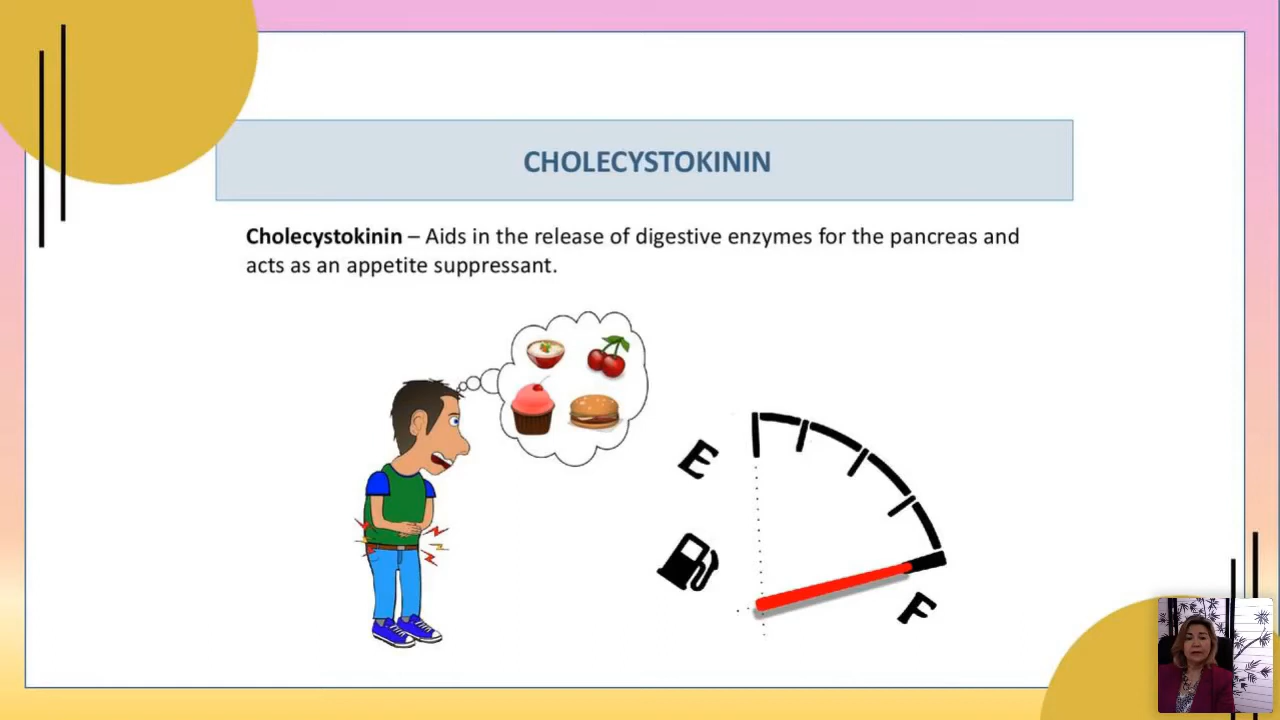 CHOLECYSTOKININ
Cholecystokinin – Aids in the release of digestive enzymes for the pancreas and
acts as an appetite suppressant.
E
F